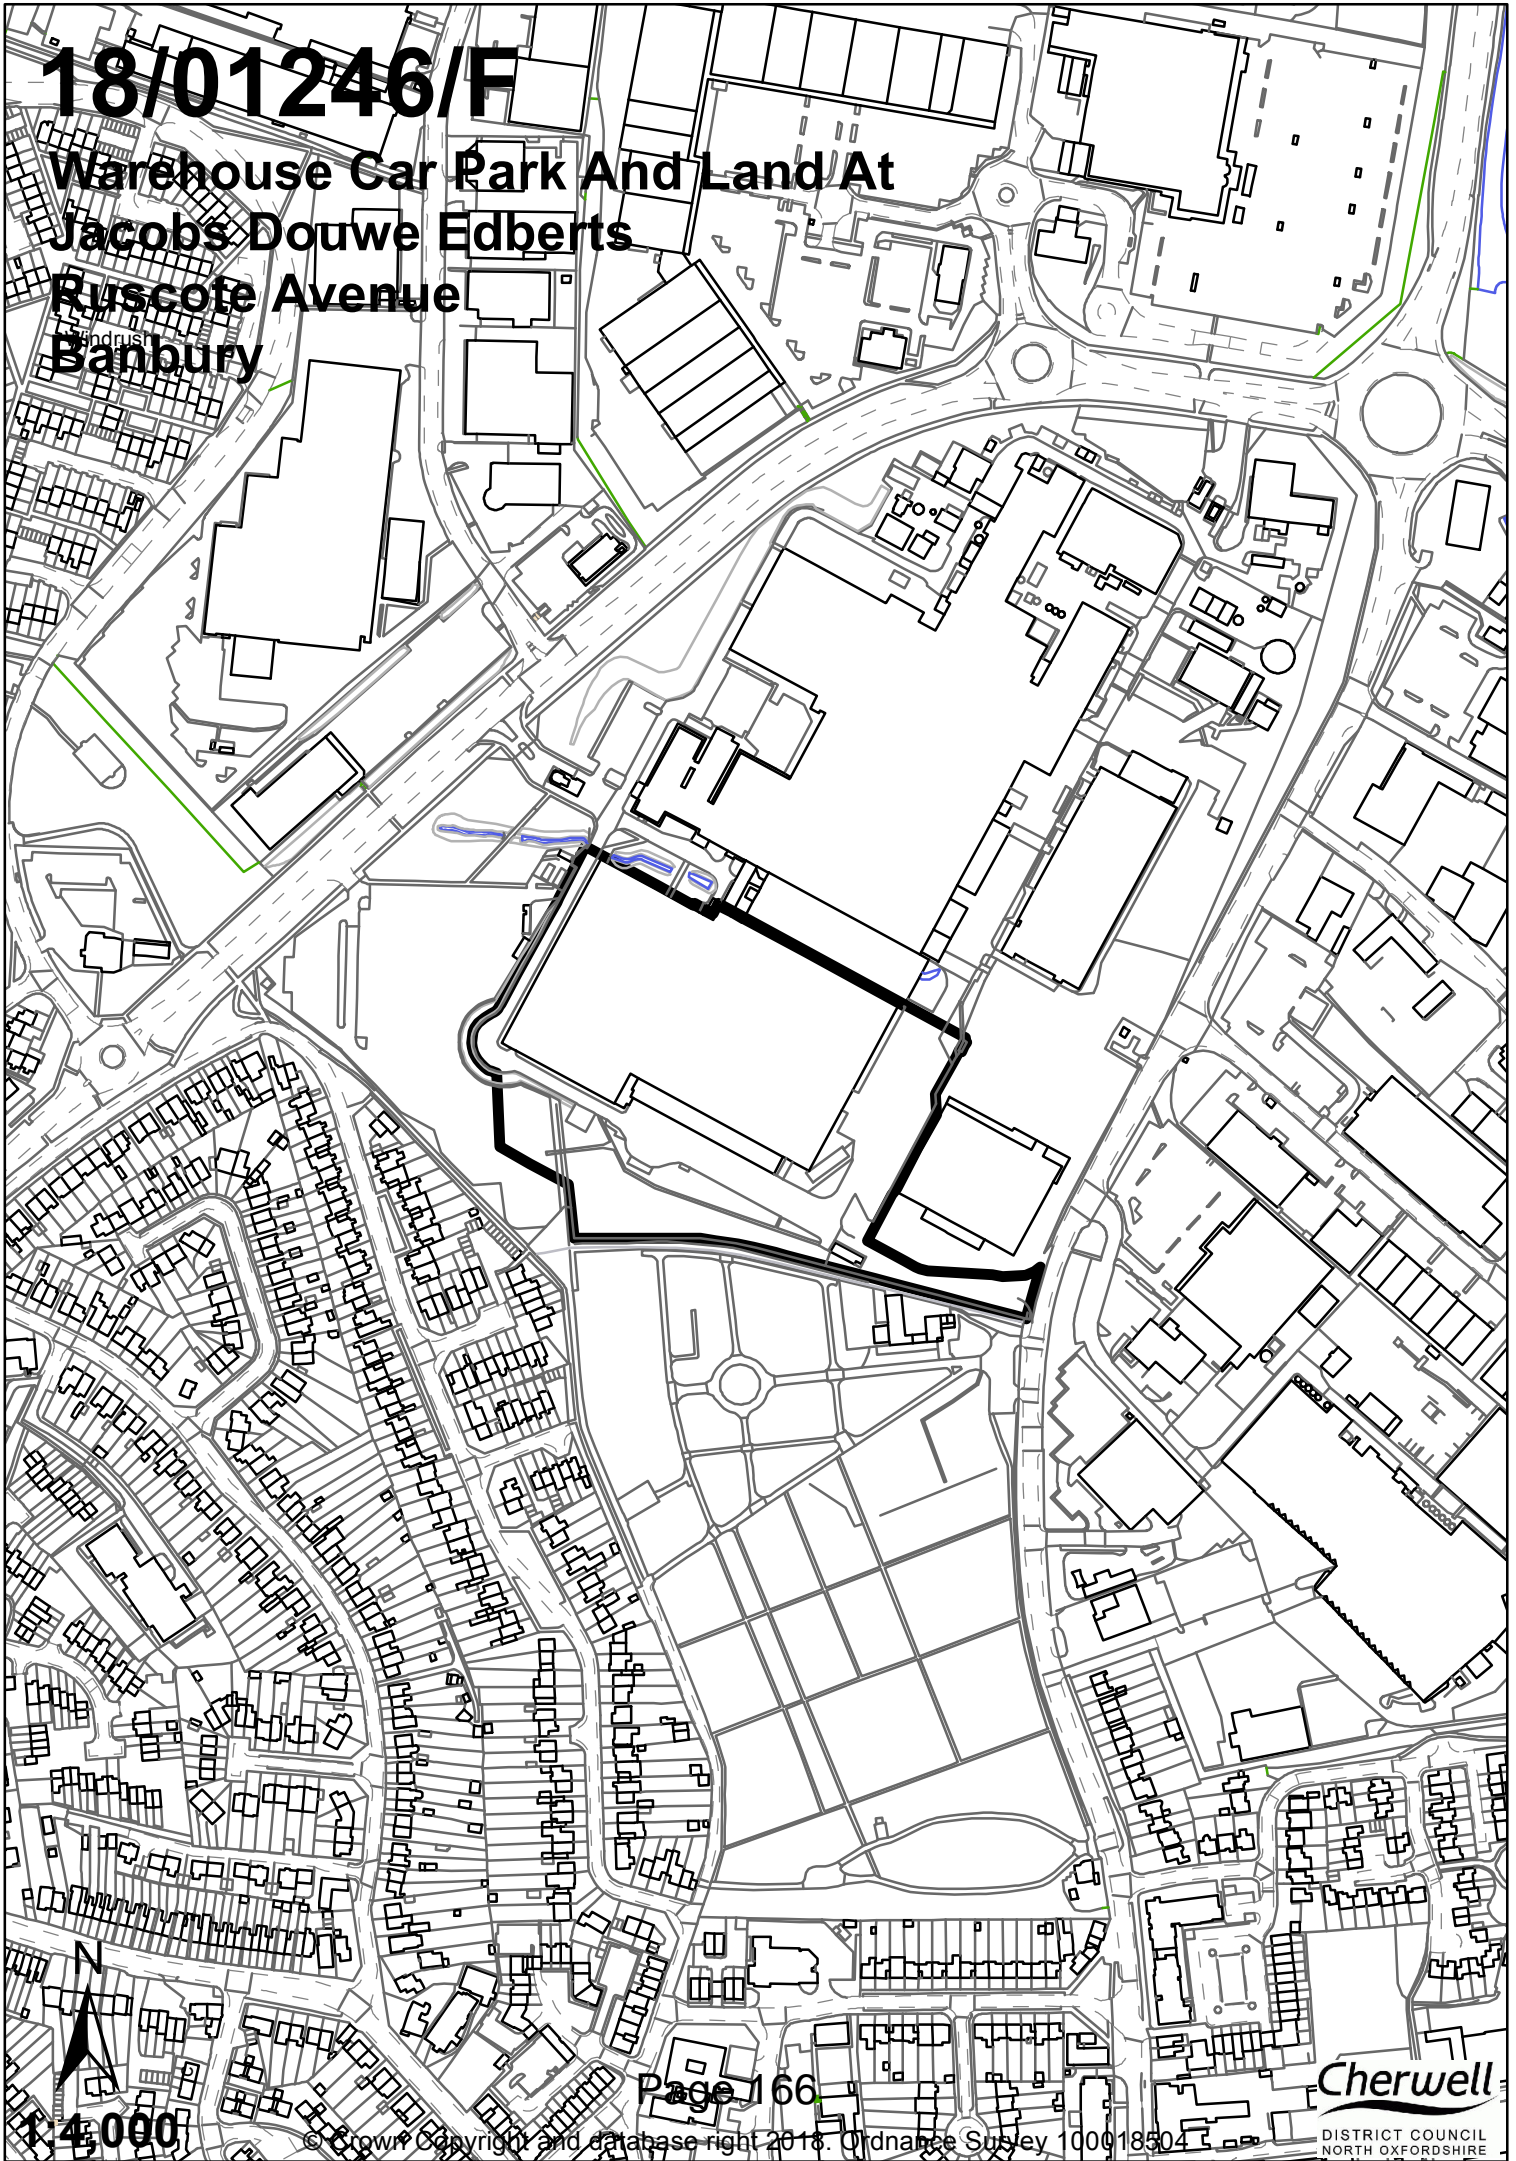 18/01246/F
Warehouse Car Park And Land At
Jacobs Douwe Edberts
Ruscote Avenue
Windrush
Banbury
N
Page 166
1:4,000
© Crown Copyright and database right 2018. Ordnance Survey 100018504
Cherwell
DISTRICT COUNCIL
NORTH OXFORDSHIRE